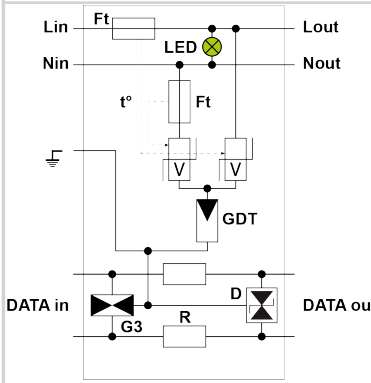 Ft
Lin
Lout
LED
Nin
Nout
t°
Ft
V
V
GDT
DATA in
D
DATA ou
G3
R